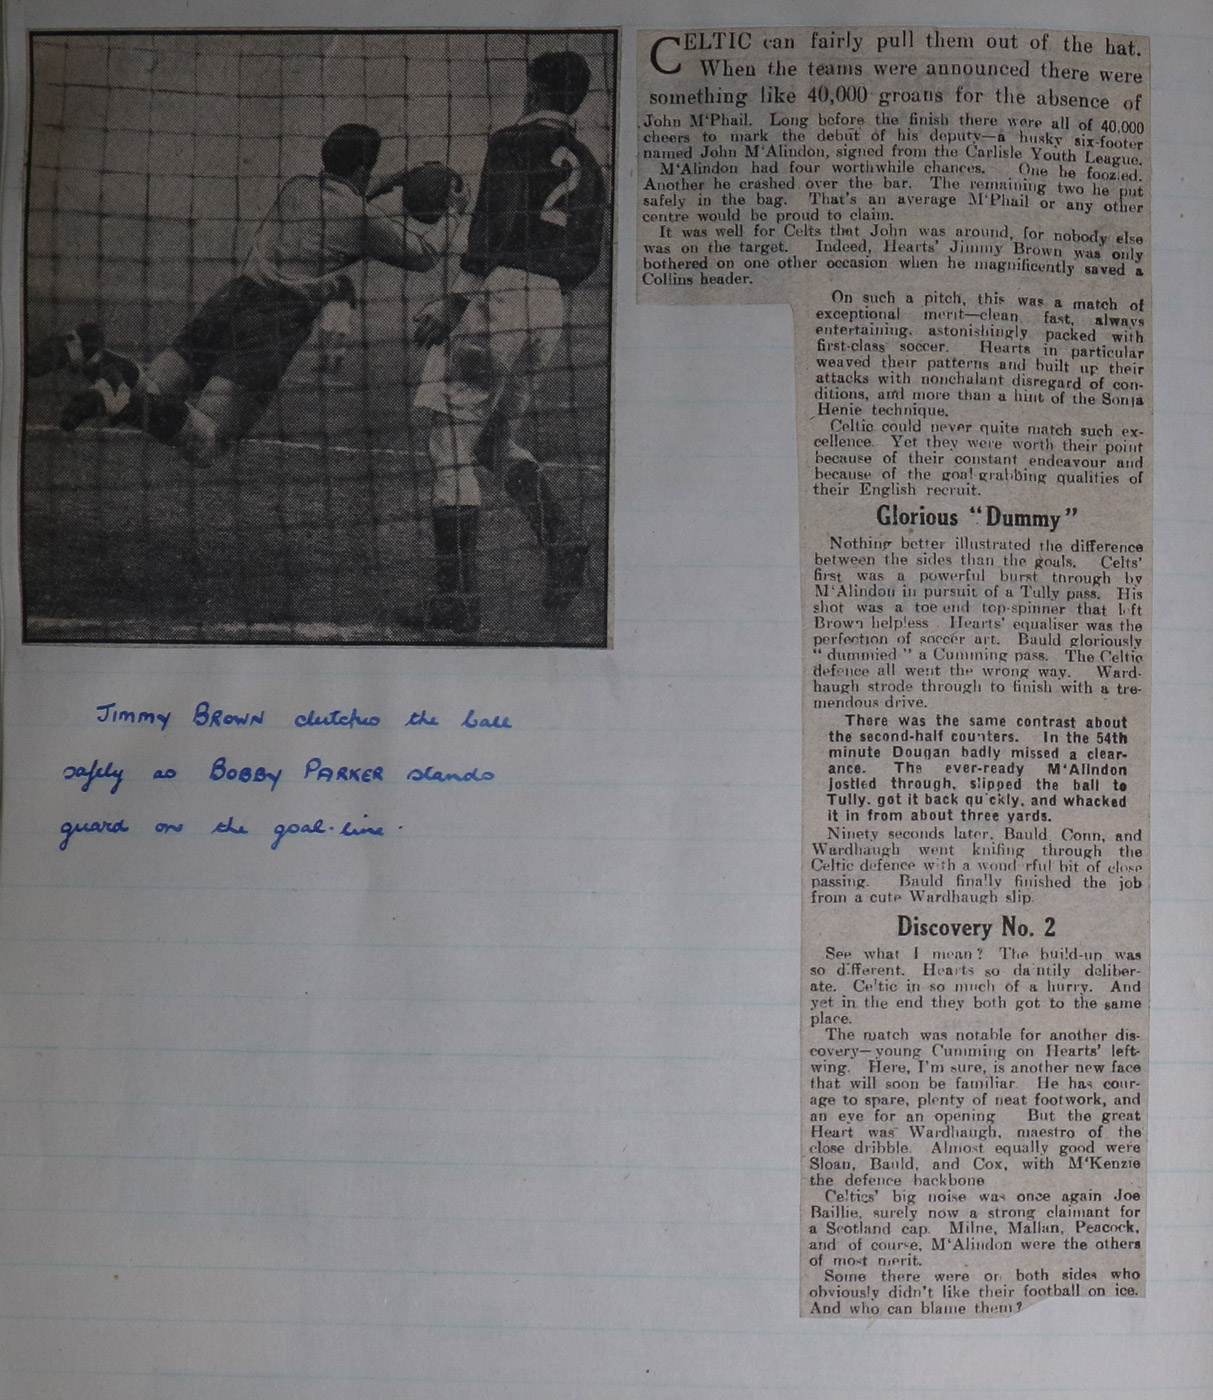 2
Jimmy Brown clutches the ball
safely as Bobby Parker stands
guard on the goal-line.
CELTIC can fairly pull them out of the hat.
When the teams were announced there were
something like 40,000 groans for the absence of
John M'Phail. Long before the finish there were all of 40,000
cheers to mark the debut of his deputy—a husky six-footer
named John M'Alindon, signed from the Carlisle Youth League.
M'Alindon had four worthwhile chances. One he foozled.
Another he crashed over the bar. The remaining two he put
safely in the bag. That's an average M'Phail or any other
centre would be proud to claim.
It was well for Celts that John was around, for nobody else
was on the target. Indeed, Hearts' Jimmy Brown was only
bothered on one other occasion when he magnificently saved a
Collins header.
On such a pitch, this was a match of
exceptional merit—clean, fast, always
entertaining, astonishingly packed with
first-class soccer. Hearts in particular
weaved their patterns and built up their
attacks with nonchalant disregard of con-
ditions, and more than a hint of the Sonja
Henie technique.
Celtic could never quite match such ex-
cellence. Yet they were worth their point
because of their constant endeavour and
because of the goal-grabbing qualities of
their English recruit.
Glorious "Dummy"
Nothing better illustrated the difference
between the sides than the goals. Celts'
first was a powerful burst through by
M'Alindon in pursuit of a Tully pass. His
shot was a toe end top-spinner that left
Brown helpless. Hearts' equaliser was the
perfection of soccer art. Bauld gloriously
"dummied" a Cumming pass. The Celtic
defence all went the wrong way. Ward-
haugh strode through to finish with a tre-
mendous drive.
There was the same contrast about
the second-half counters. In the 54th
minute Dougan badly missed a clear-
ance. The ever-ready M'Alindon
jostled through, slipped the ball to
Tully, got it back quickly, and whacked
it in from about three yards.
Ninety seconds later, Bauld, Conn, and
Wardhaugh went knifing through the
Celtic defence with a wonderful bit of close
passing. Bauld finally finished the job
from a cute Wardhaugh slip.
Discovery No. 2
See what I mean? The build-up was
so different. Hearts so daintily deliber-
ate. Celtic in so much of a hurry. And
yet in the end they both got to the same
place.
The match was notable for another dis-
covery—young Cumming on Hearts' left-
wing. Here, I'm sure, is another new face
that will soon be familiar. He has cour-
age to spare, plenty of neat footwork, and
an eye for an opening But the great
Heart was Wardhaugh, maestro of the
close dribble. Almost equally good were
Sloan, Bauld, and Cox, with M'Kenzie
the defence backbone
Celtics' big noise was once again Joe
Baillie, surely now a strong claimant for
a Scotland cap. Milne, Mallan, Peacock,
and of course, M'Alindon were the others
of most merit.
Some there were on both sides who
obviously didn't like their football on ice.
And who can blame them?